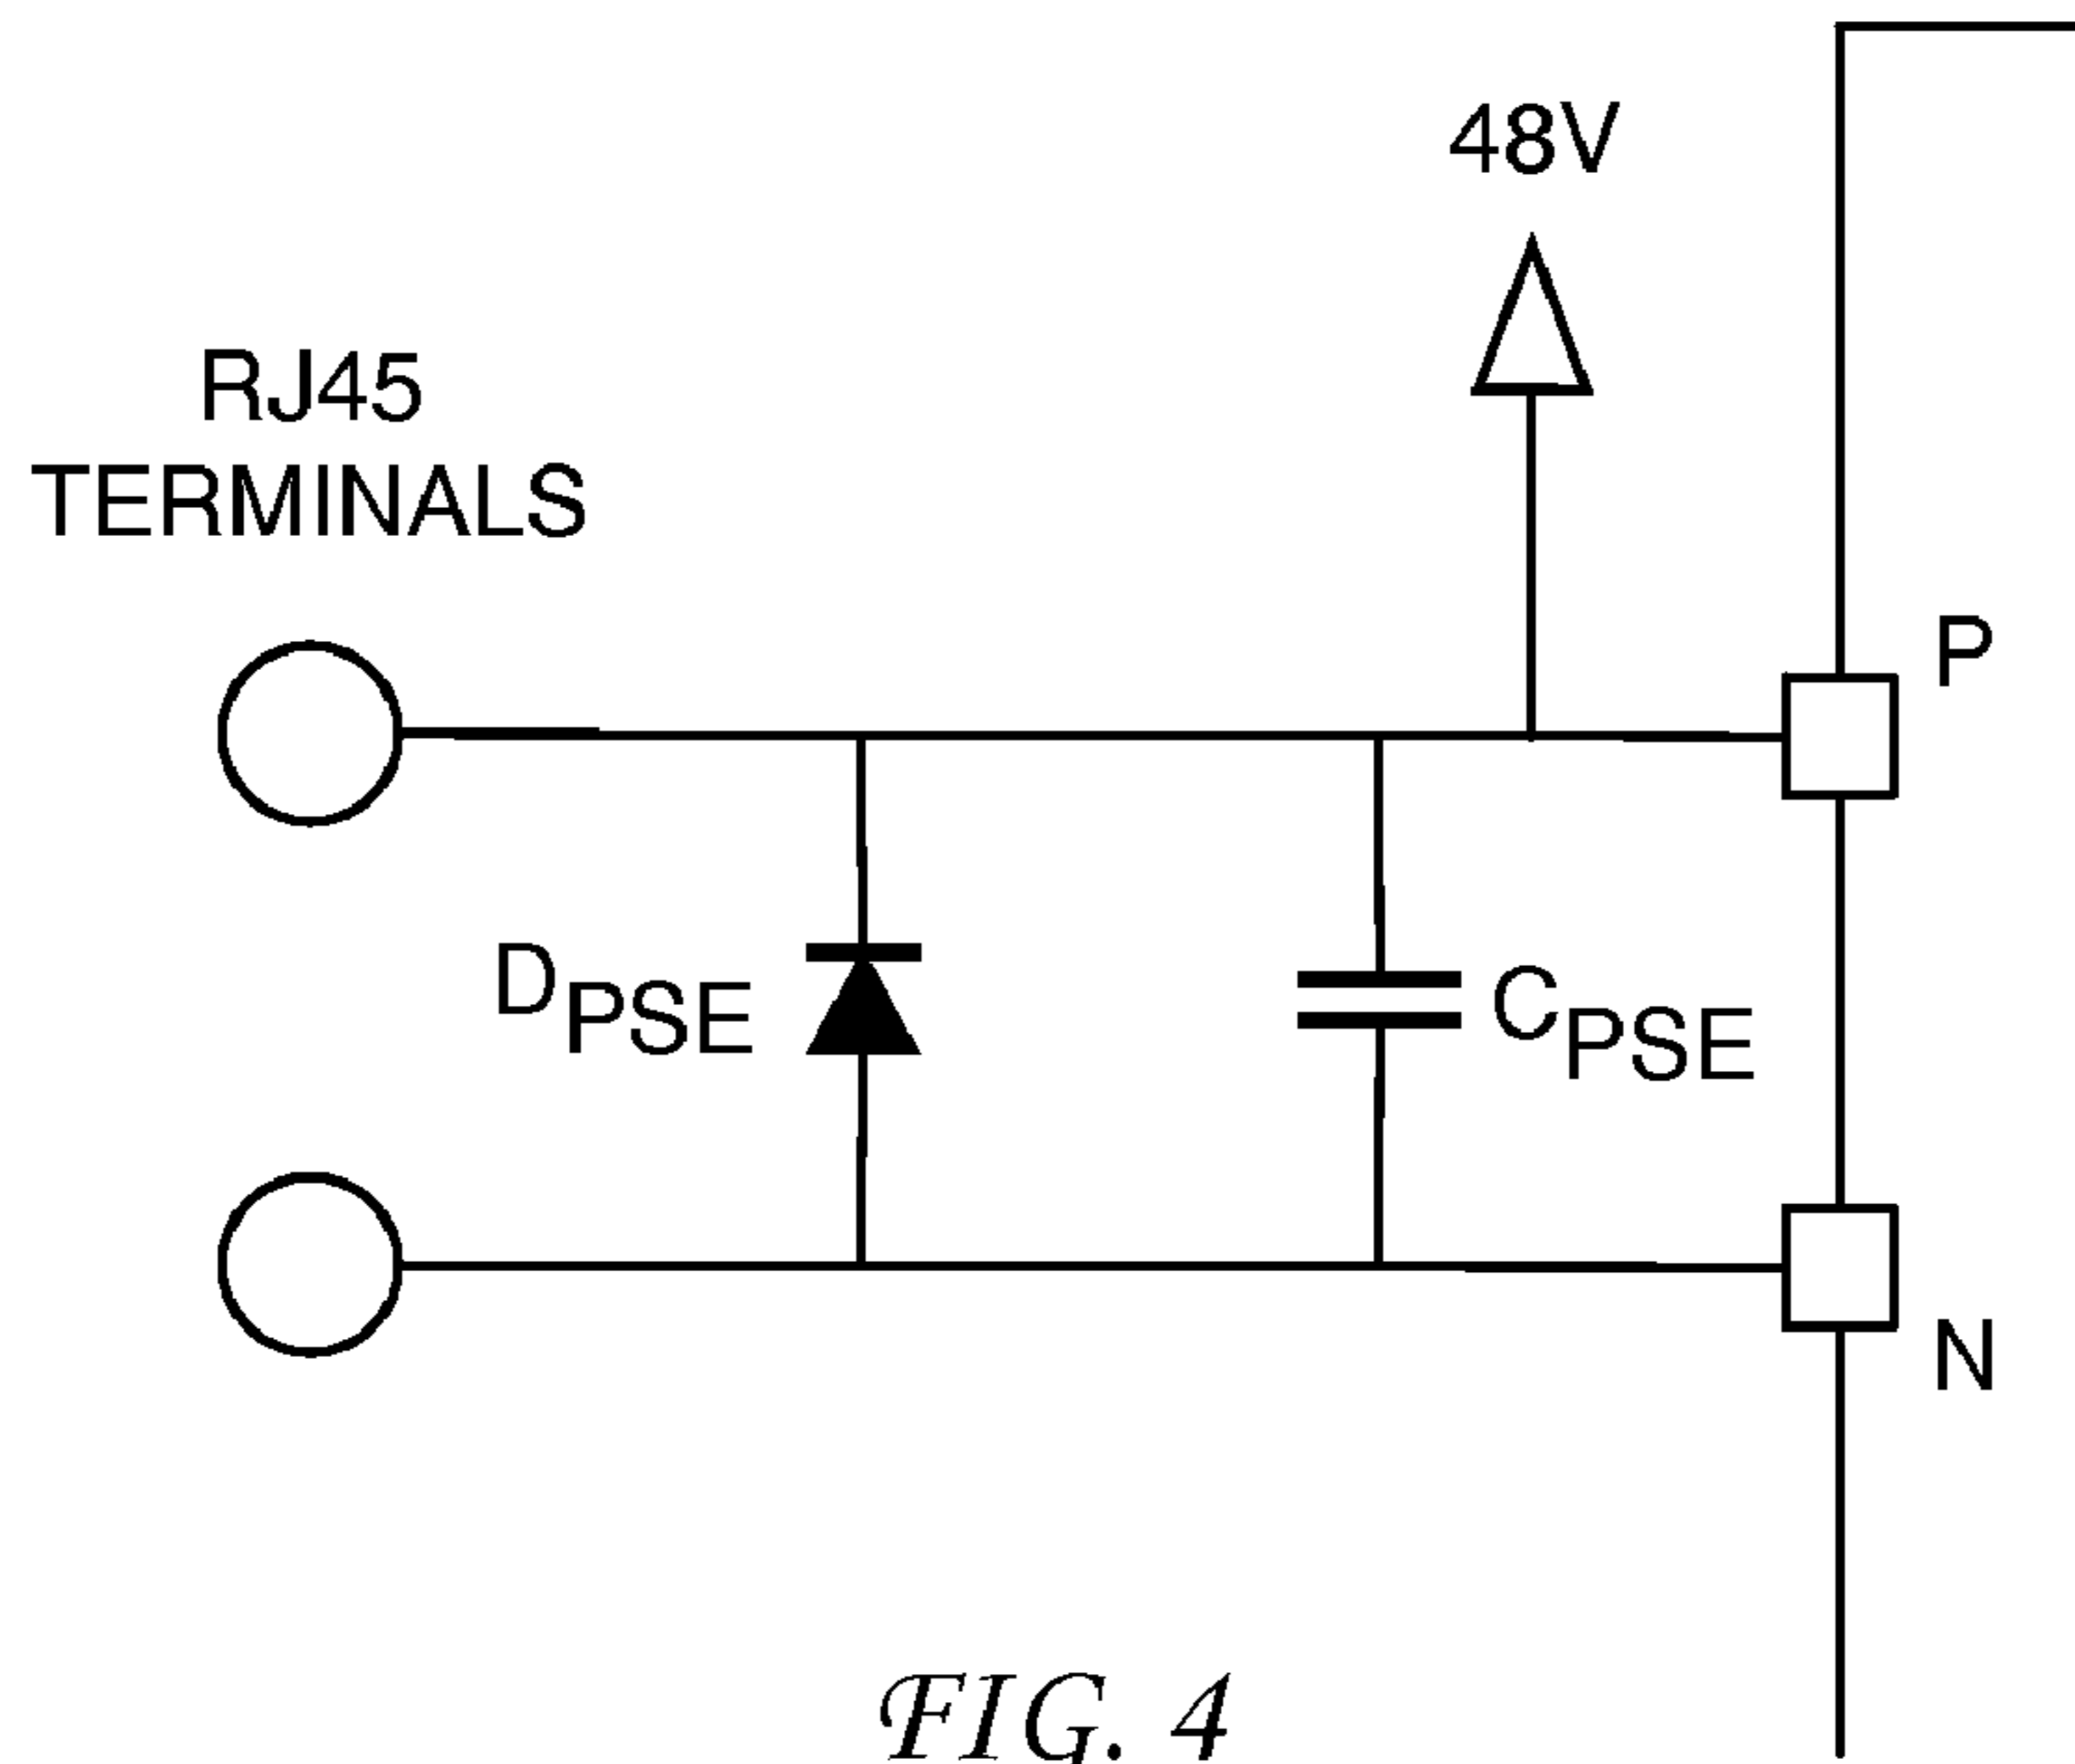 48V
RJ45
TERMINALS
P
DPSE
CPSE
N
FIG. 4